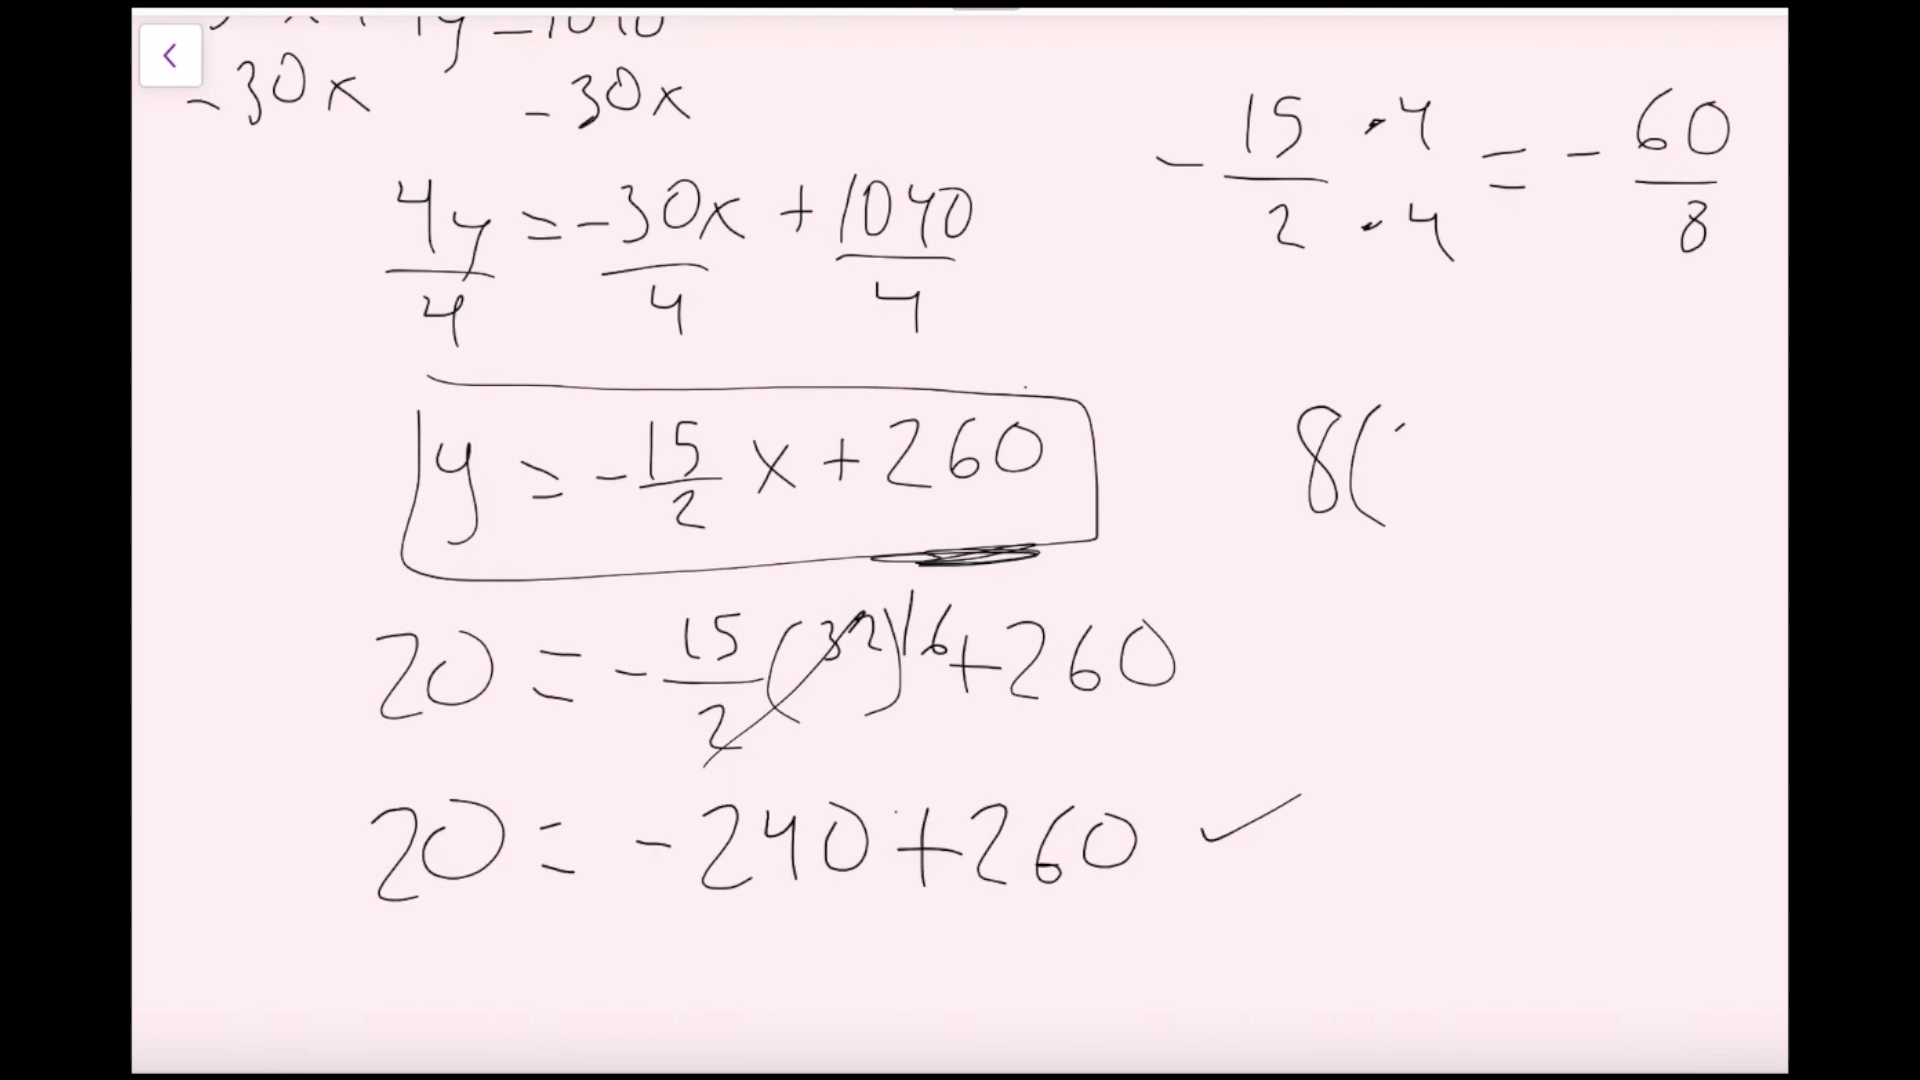 y = 1040
-30x -30x
4y = -30x + 1040
4 4 4
y = -15/2 x + 260
20 = -15/2 (32) 16 + 260
20 = -240 + 260 ✓
-15 · 4 / 2 · 4 = -60/8
8(